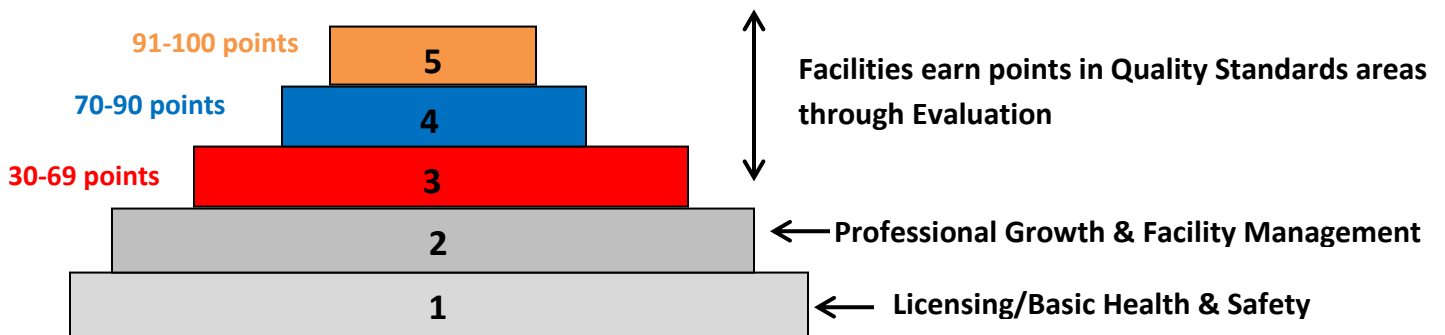 91-100 points
5
Facilities earn points in Quality Standards areas
through Evaluation
70-90 points
4
30-69 points
3
2
Professional Growth & Facility Management
1
Licensing/Basic Health & Safety